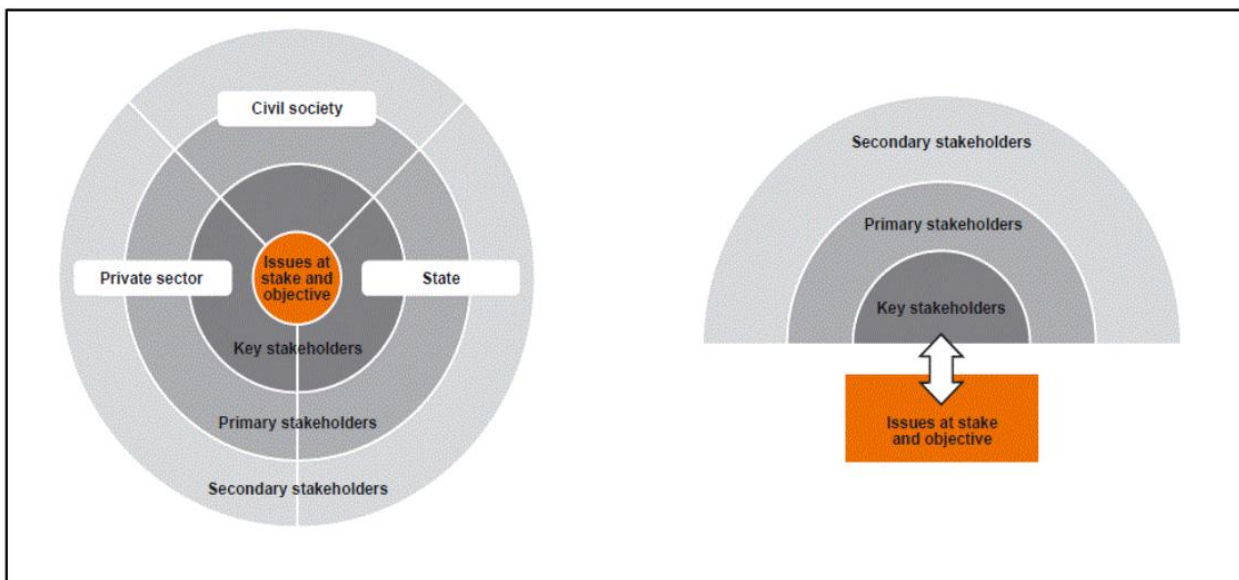 Civil society
Private sector
Issues at
stake and
objective
State
Key stakeholders
Primary stakeholders
Secondary stakeholders
Secondary stakeholders
Primary stakeholders
Key stakeholders
Issues at stake
and objective